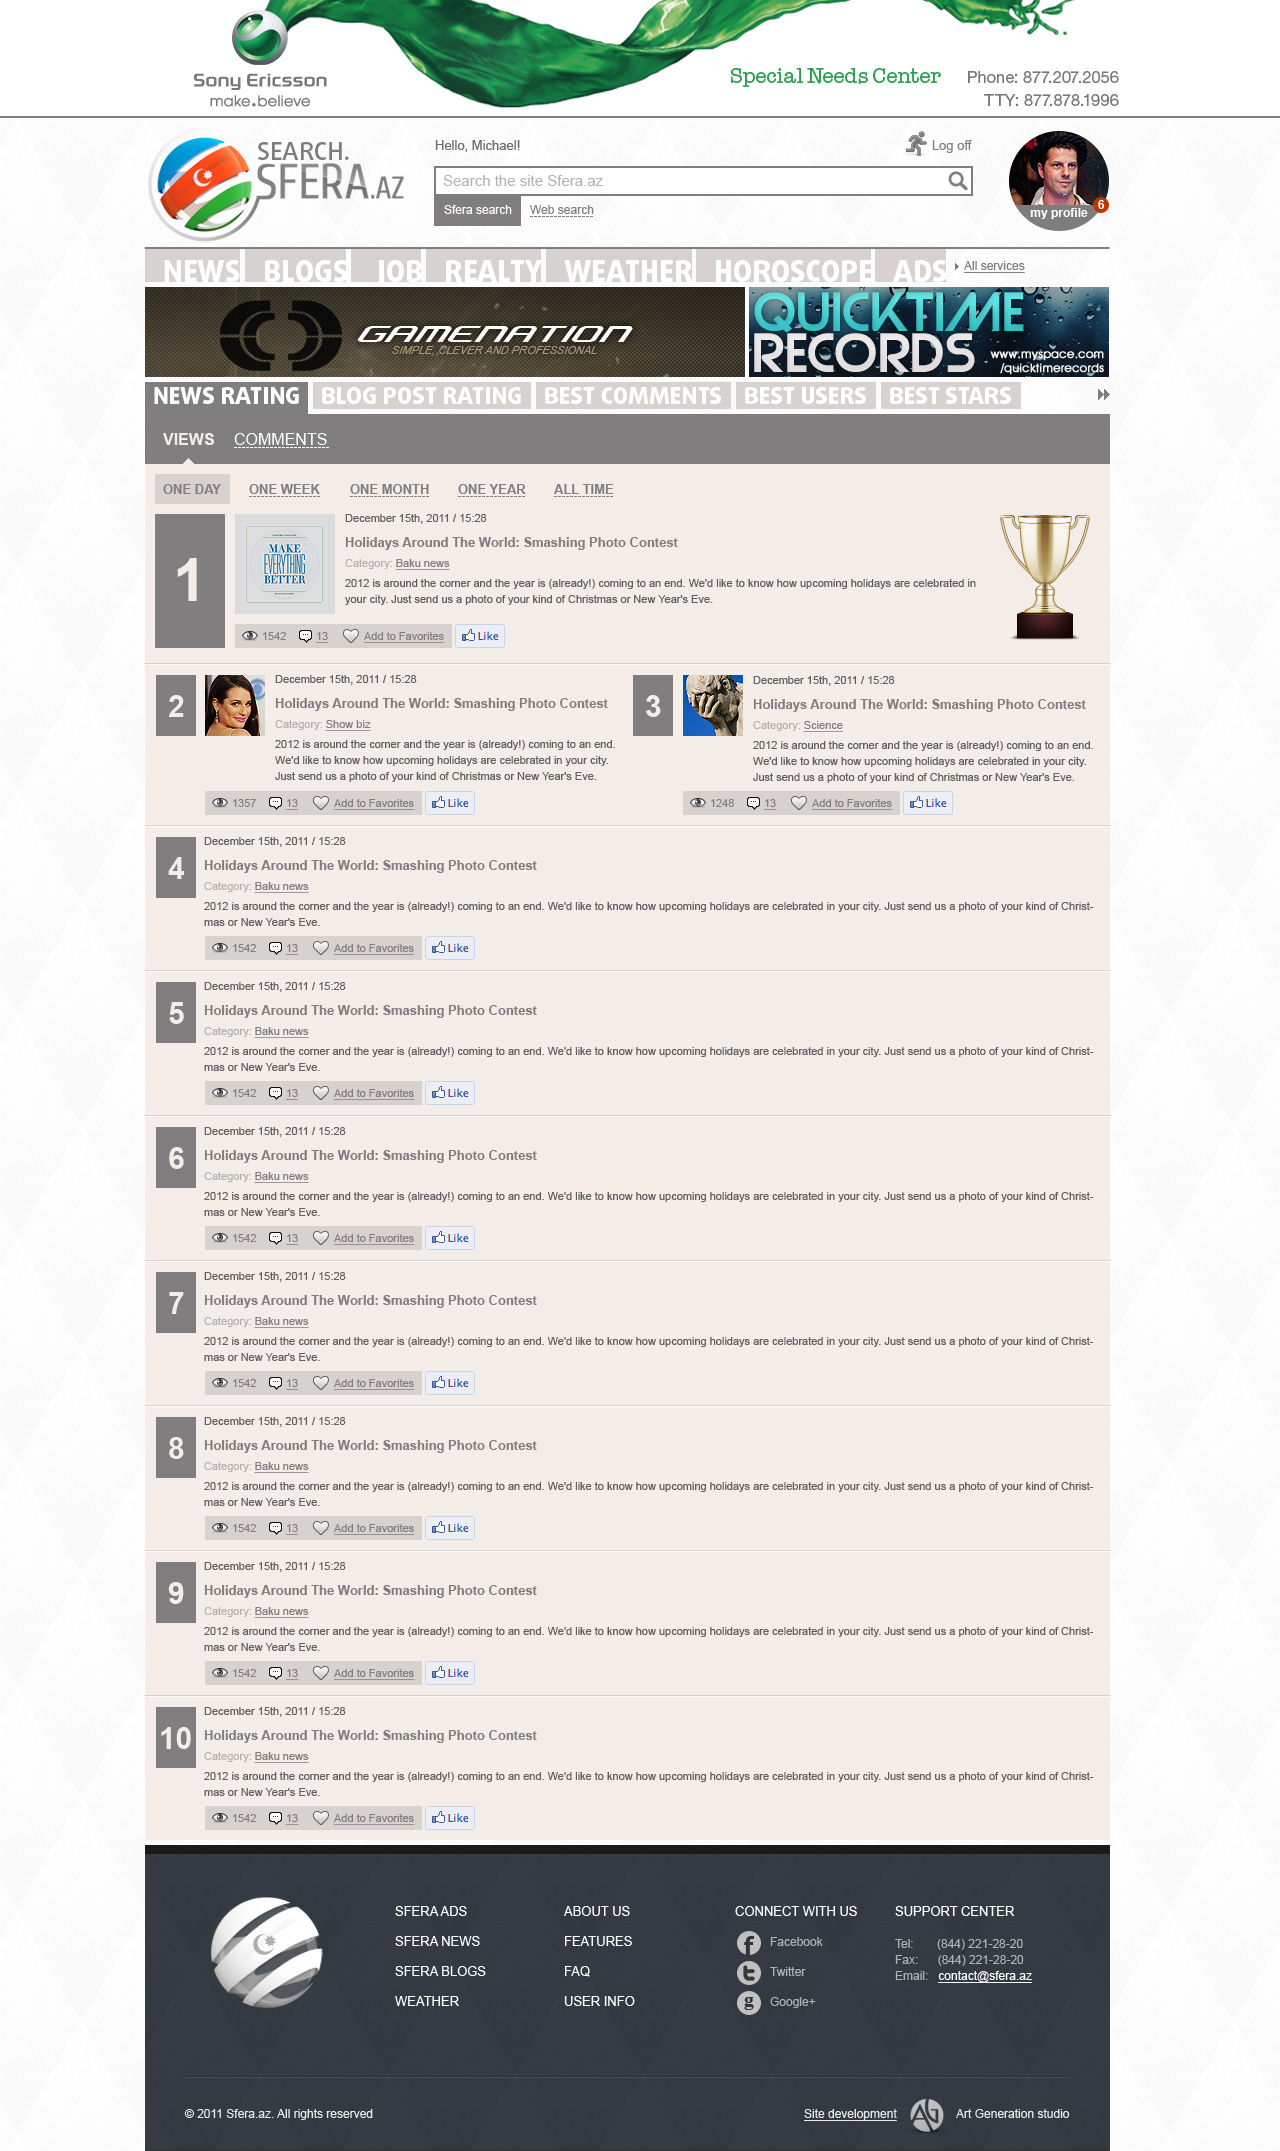 Sony Ericsson
make.believe
Special Needs Center
Phone: 877.207.2056
TTY: 877.878.1996
SEARCH.
SFERA.AZ
Hello, Michael!
Log off
Search the site Sfera.az
Sfera search
Web search
my profile
6
NEWS
BLOGS
JOB
REALTY
WEATHER
HOROSCOPE
ADS
All services
GAMENATION
SIMPLE, CLEVER AND PROFESSIONAL
QUICKTIME
RECORDS
www.myspace.com
/quicktimerecords
NEWS RATING
BLOG POST RATING
BEST COMMENTS
BEST USERS
BEST STARS
VIEWS
COMMENTS
ONE DAY
ONE WEEK
ONE MONTH
ONE YEAR
ALL TIME
1
MAKE
EVERYTHING
BETTER
December 15th, 2011 / 15:28
Holidays Around The World: Smashing Photo Contest
Category: Baku news
2012 is around the corner and the year is (already!) coming to an end. We'd like to know how upcoming holidays are celebrated in
your city. Just send us a photo of your kind of Christmas or New Year's Eve.
1542 13 Add to Favorites Like
2
December 15th, 2011 / 15:28
Holidays Around The World: Smashing Photo Contest
Category: Show biz
2012 is around the corner and the year is (already!) coming to an end.
We'd like to know how upcoming holidays are celebrated in your city.
Just send us a photo of your kind of Christmas or New Year's Eve.
1357 13 Add to Favorites Like
3
December 15th, 2011 / 15:28
Holidays Around The World: Smashing Photo Contest
Category: Science
2012 is around the corner and the year is (already!) coming to an end.
We'd like to know how upcoming holidays are celebrated in your city.
Just send us a photo of your kind of Christmas or New Year's Eve.
1248 13 Add to Favorites Like
4
December 15th, 2011 / 15:28
Holidays Around The World: Smashing Photo Contest
Category: Baku news
2012 is around the corner and the year is (already!) coming to an end. We'd like to know how upcoming holidays are celebrated in your city. Just send us a photo of your kind of Christ-
mas or New Year's Eve.
1542 13 Add to Favorites Like
5
December 15th, 2011 / 15:28
Holidays Around The World: Smashing Photo Contest
Category: Baku news
2012 is around the corner and the year is (already!) coming to an end. We'd like to know how upcoming holidays are celebrated in your city. Just send us a photo of your kind of Christ-
mas or New Year's Eve.
1542 13 Add to Favorites Like
6
December 15th, 2011 / 15:28
Holidays Around The World: Smashing Photo Contest
Category: Baku news
2012 is around the corner and the year is (already!) coming to an end. We'd like to know how upcoming holidays are celebrated in your city. Just send us a photo of your kind of Christ-
mas or New Year's Eve.
1542 13 Add to Favorites Like
7
December 15th, 2011 / 15:28
Holidays Around The World: Smashing Photo Contest
Category: Baku news
2012 is around the corner and the year is (already!) coming to an end. We'd like to know how upcoming holidays are celebrated in your city. Just send us a photo of your kind of Christ-
mas or New Year's Eve.
1542 13 Add to Favorites Like
8
December 15th, 2011 / 15:28
Holidays Around The World: Smashing Photo Contest
Category: Baku news
2012 is around the corner and the year is (already!) coming to an end. We'd like to know how upcoming holidays are celebrated in your city. Just send us a photo of your kind of Christ-
mas or New Year's Eve.
1542 13 Add to Favorites Like
9
December 15th, 2011 / 15:28
Holidays Around The World: Smashing Photo Contest
Category: Baku news
2012 is around the corner and the year is (already!) coming to an end. We'd like to know how upcoming holidays are celebrated in your city. Just send us a photo of your kind of Christ-
mas or New Year's Eve.
1542 13 Add to Favorites Like
10
December 15th, 2011 / 15:28
Holidays Around The World: Smashing Photo Contest
Category: Baku news
2012 is around the corner and the year is (already!) coming to an end. We'd like to know how upcoming holidays are celebrated in your city. Just send us a photo of your kind of Christ-
mas or New Year's Eve.
1542 13 Add to Favorites Like
SFERA ADS
SFERA NEWS
SFERA BLOGS
WEATHER
ABOUT US
FEATURES
FAQ
USER INFO
CONNECT WITH US
Facebook
Twitter
Google+
SUPPORT CENTER
Tel: (844) 221-28-20
Fax: (844) 221-28-20
Email: contact@sfera.az
© 2011 Sfera.az. All rights reserved
Site development
AG
Art Generation studio